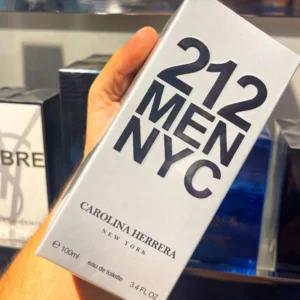 212
MEN
NYC
CAROLINA HERRERA
NEW YORK
℮ 100ml
eau de toilette
3.4 FL.OZ
BRE